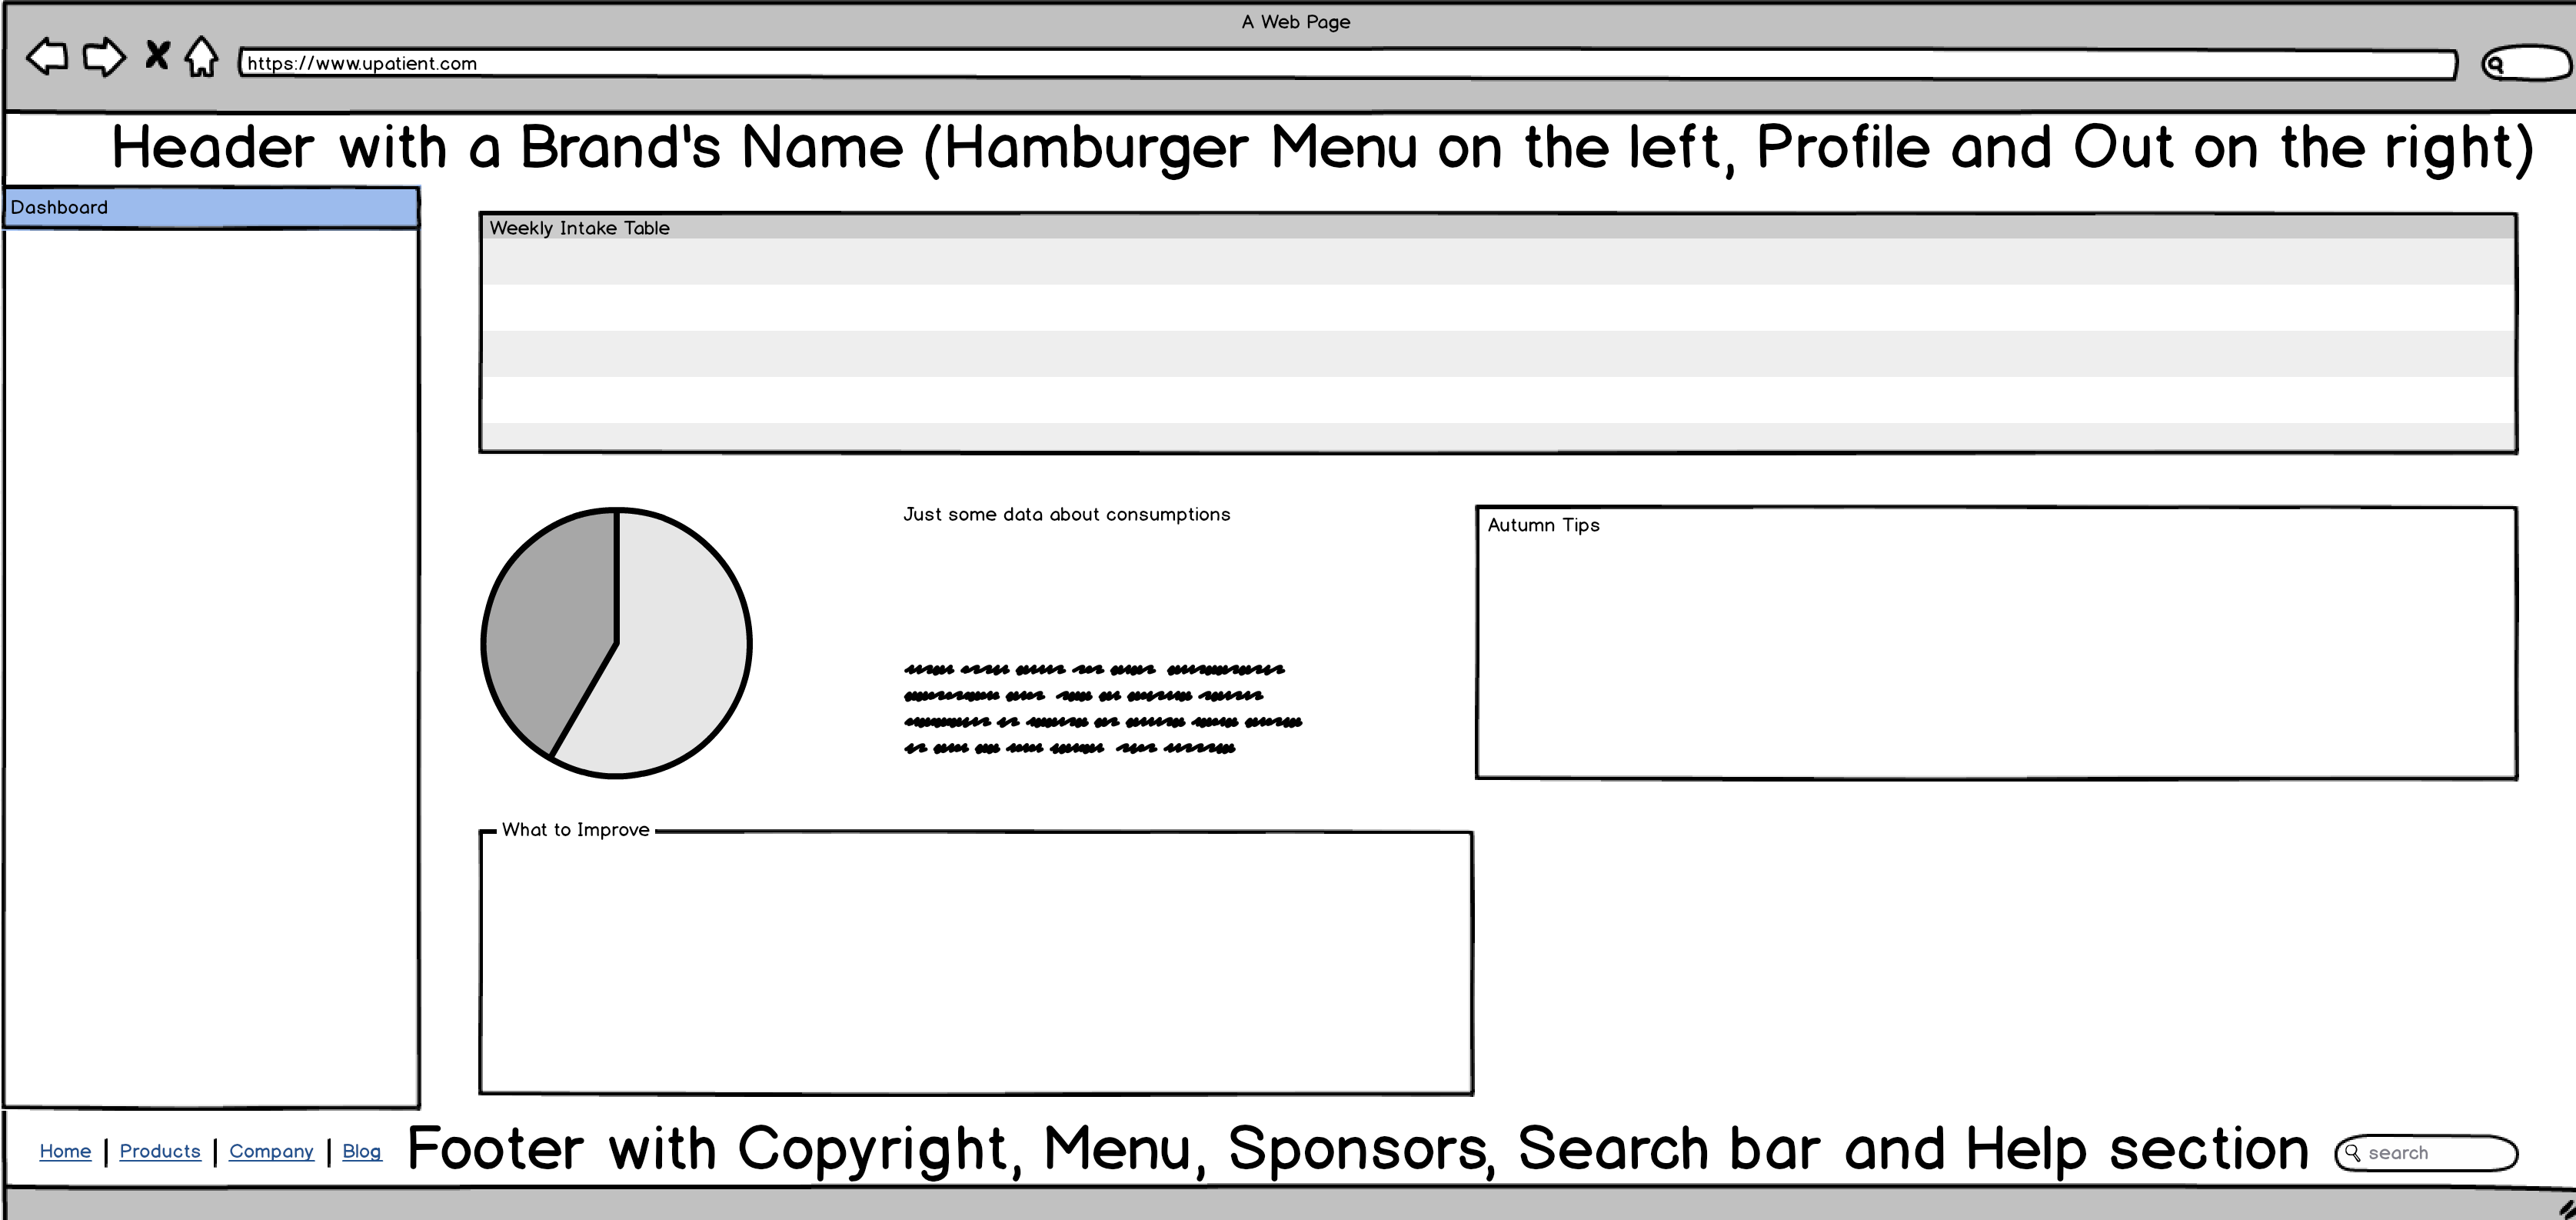 A Web Page
https://www.upatient.com
Header with a Brand's Name (Hamburger Menu on the left, Profile and Out on the right)
Dashboard
Weekly Intake Table
Just some data about consumptions
Autumn Tips
What to Improve
Home | Products | Company | Blog
Footer with Copyright, Menu, Sponsors, Search bar and Help section
search